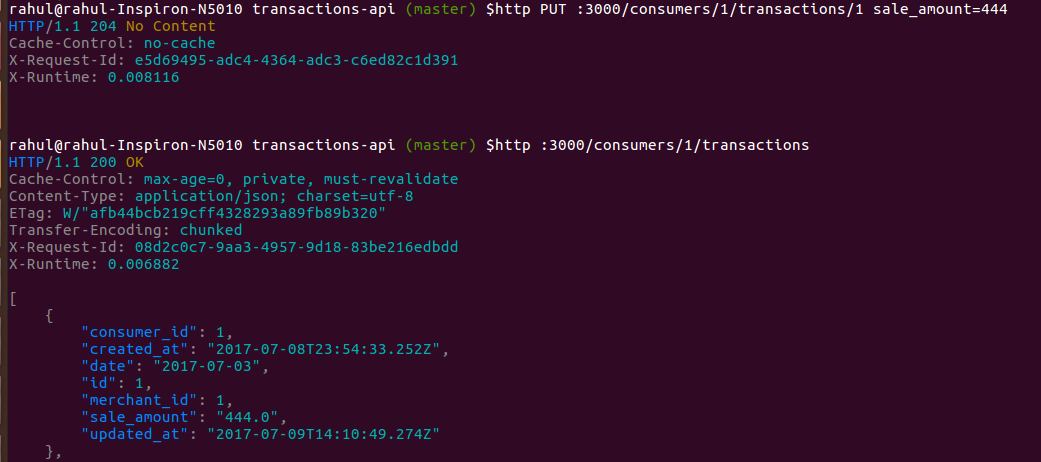 rahul@rahul-Inspiron-N5010 transactions-api (master) $http PUT :3000/consumers/1/transactions/1 sale_amount=444
HTTP/1.1 204 No Content
Cache-Control: no-cache
X-Request-Id: e5d69495-adc4-4364-adc3-c6ed82c1d391
X-Runtime: 0.008116
rahul@rahul-Inspiron-N5010 transactions-api (master) $http :3000/consumers/1/transactions
HTTP/1.1 200 OK
Cache-Control: max-age=0, private, must-revalidate
Content-Type: application/json; charset=utf-8
ETag: W/"afb44bcb219cff4328293a89fb89b320"
Transfer-Encoding: chunked
X-Request-Id: 08d2c0c7-9aa3-4957-9d18-83be216edbdd
X-Runtime: 0.006882
[
    {
        "consumer_id": 1,
        "created_at": "2017-07-08T23:54:33.252Z",
        "date": "2017-07-03",
        "id": 1,
        "merchant_id": 1,
        "sale_amount": "444.0",
        "updated_at": "2017-07-09T14:10:49.274Z"
    },